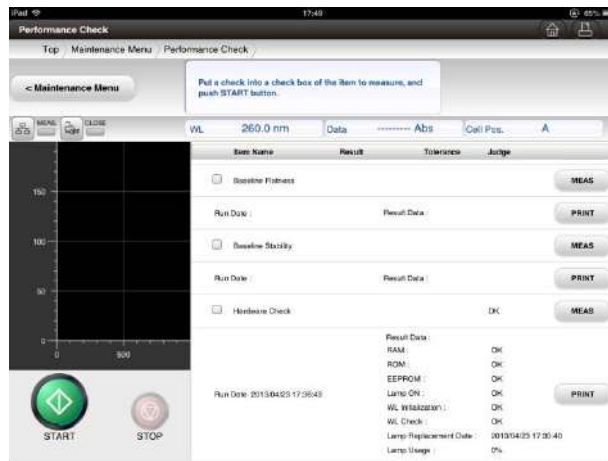 iPad 17:49 65%
Performance Check
Top Maintenance Menu Performance Check
< Maintenance Menu
Put a check into a check box of the item to measure, and
push START button.
MEAS CLOSE
WL 260.0 nm Data --------- Abs Cell Pos. A
Item Name Result Tolerance Judge
Baseline Flatness MEAS
Run Date : Result Data : PRINT
Baseline Stability MEAS
Run Date : Result Data : PRINT
Hardware Check OK MEAS
Result Data :
RAM : OK
ROM : OK
EEPROM : OK
Run Date: 2013/04/23 17:36:43 Lamp ON : OK PRINT
WL Initialization : OK
WL Check : OK
Lamp Replacement Date : 2013/04/23
Lamp Usage : 0%
150
100
50
0
0 500
START STOP